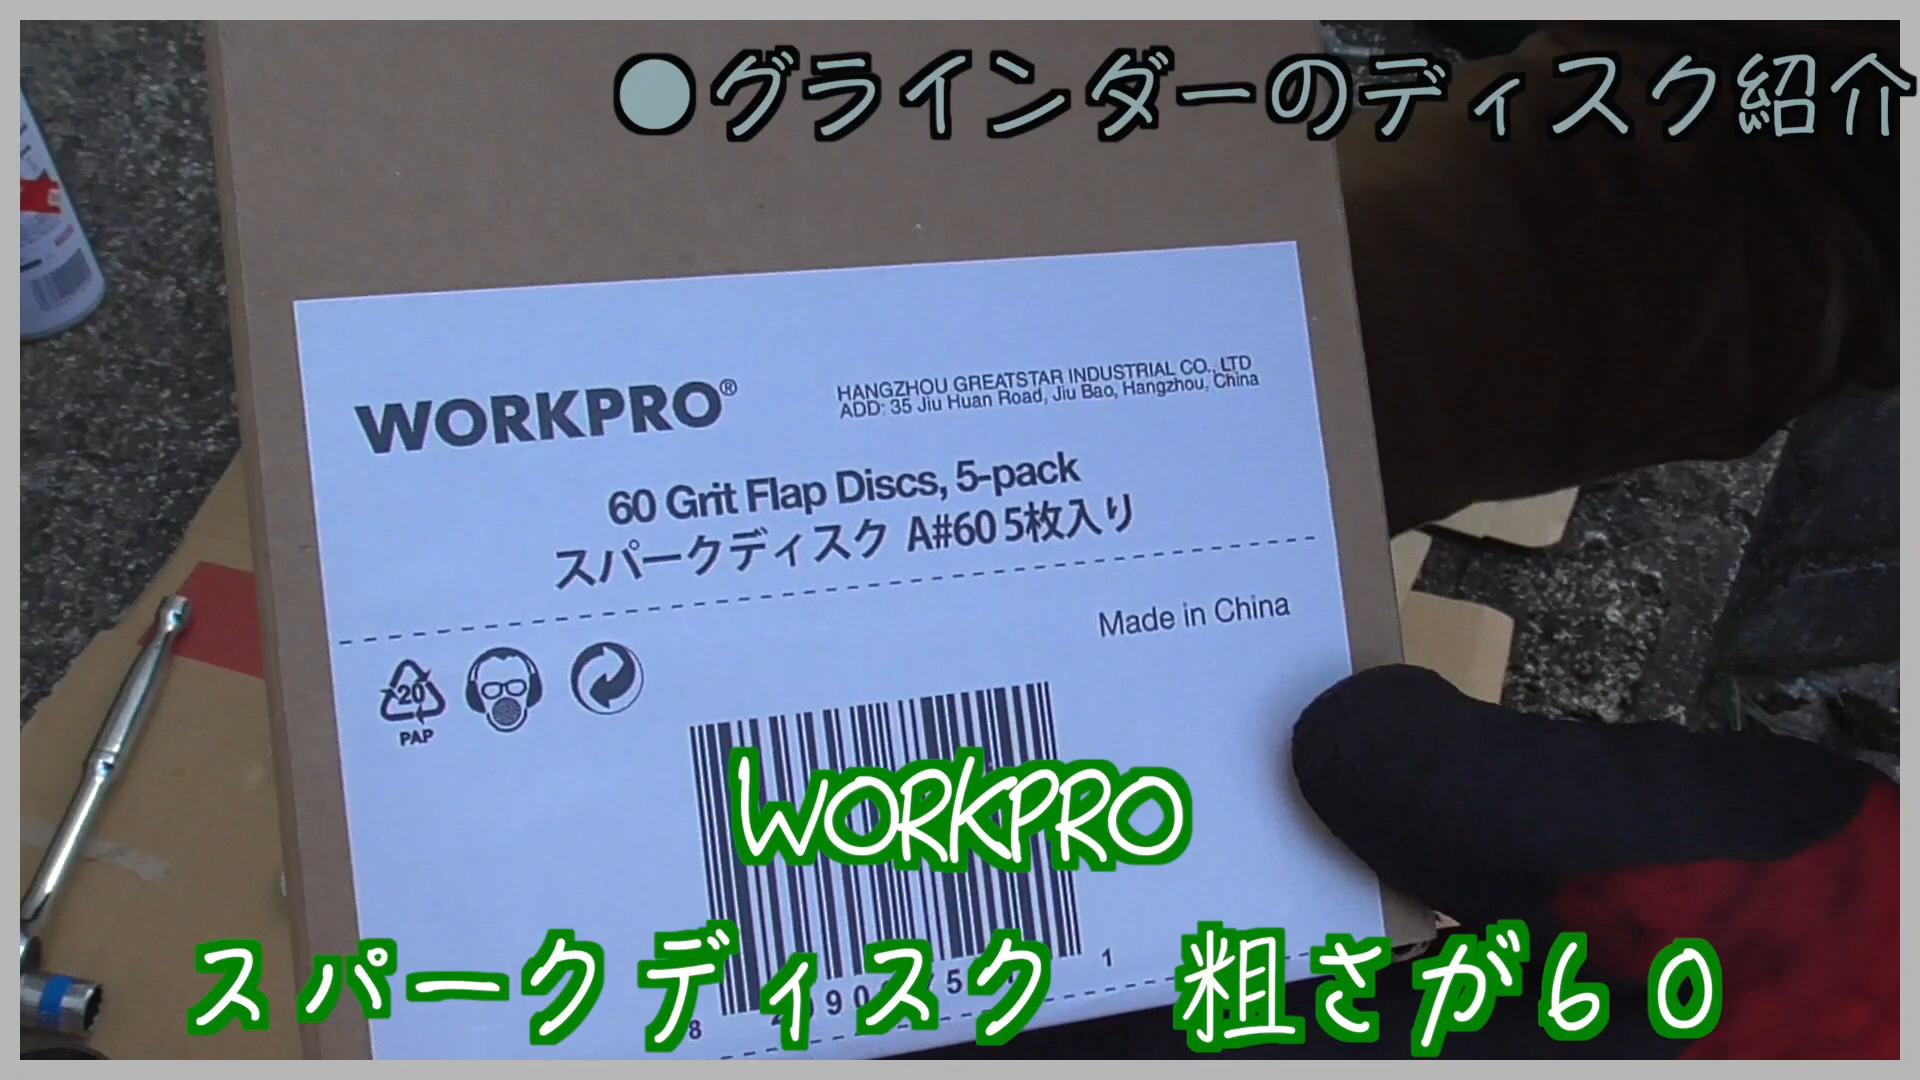 ●グラインダーのディスク紹介
WORKPRO®
HANGZHOU GREATSTAR INDUSTRIAL CO., LTD
ADD: 35 Jiu Huan Road, Jiu Bao, Hangzhou, China
60 Grit Flap Discs, 5-pack
スパークディスク A#60 5枚入り
Made in China
20
PAP
WORKPRO
スパークディスク 粗さが60